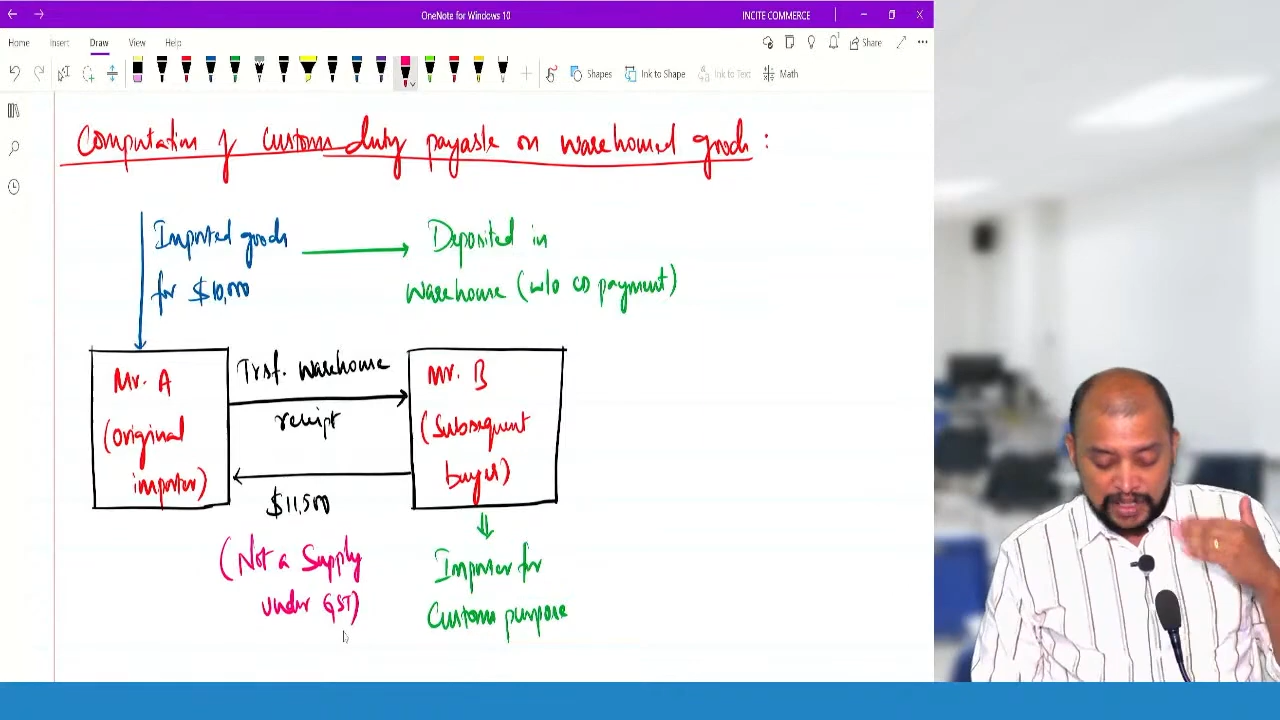 OneNote for Windows 10
INCITE COMMERCE
Home Insert Draw View Help
Share
Shapes Ink to Shape Ink to Text Math
Computation of Custom duty payable on warehoused goods :
Imported goods
for $10,000
Deposited in
warehouse (w/o CD payment)
Mr. A
(original
importer)
Trsf. warehouse
receipt
$11,500
Mr. B
(Subsequent
buyer)
(Not a Supply
under GST)
Importer for
Custom purpose